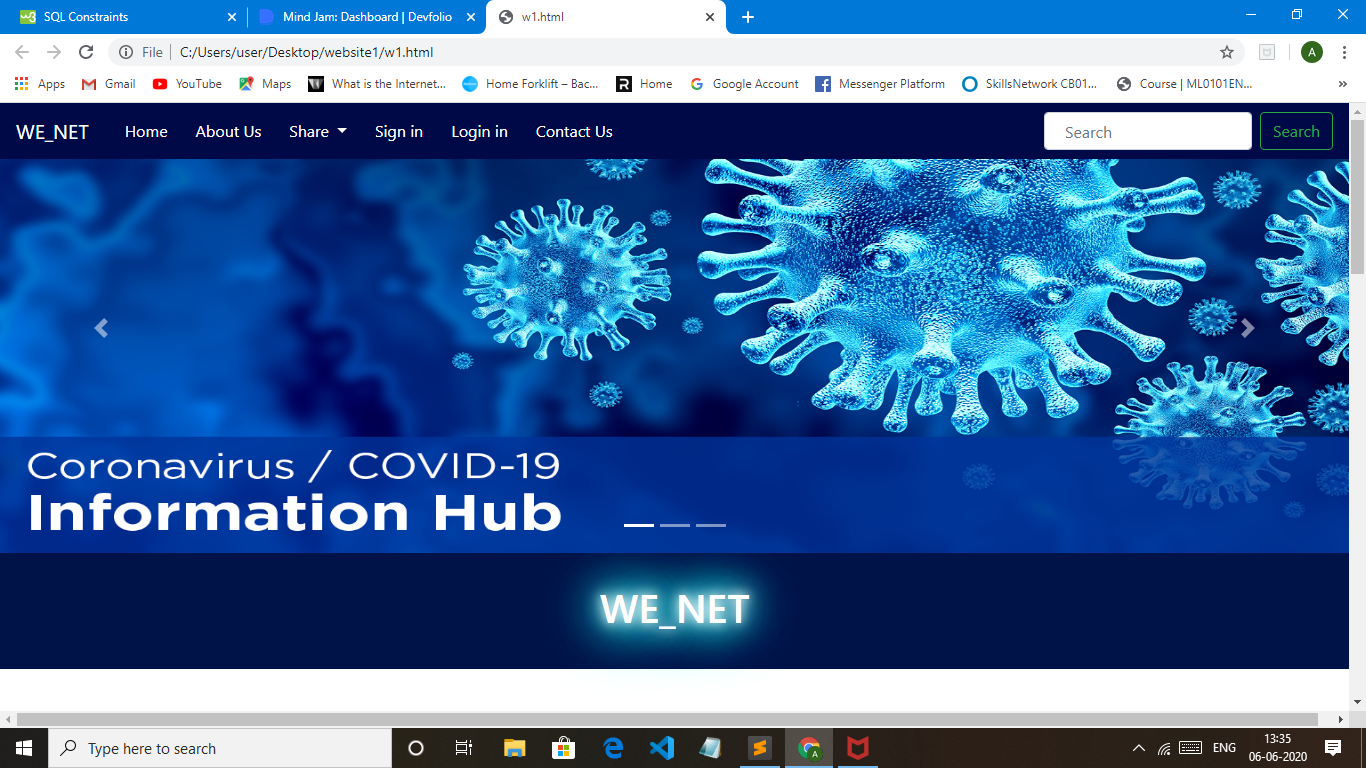 SQL Constraints
Mind Jam: Dashboard | Devfolio
w1.html
File | C:/Users/user/Desktop/website1/w1.html
A
Apps
Gmail
YouTube
Maps
What is the Internet...
Home Forklift – Bac...
Home
Google Account
Messenger Platform
SkillsNetwork CB01...
Course | ML0101EN...
»
WE_NET
Home
About Us
Share
Sign in
Login in
Contact Us
Search
Search
Coronavirus / COVID-19
Information Hub
WE_NET
Type here to search
ENG
13:35
06-06-2020